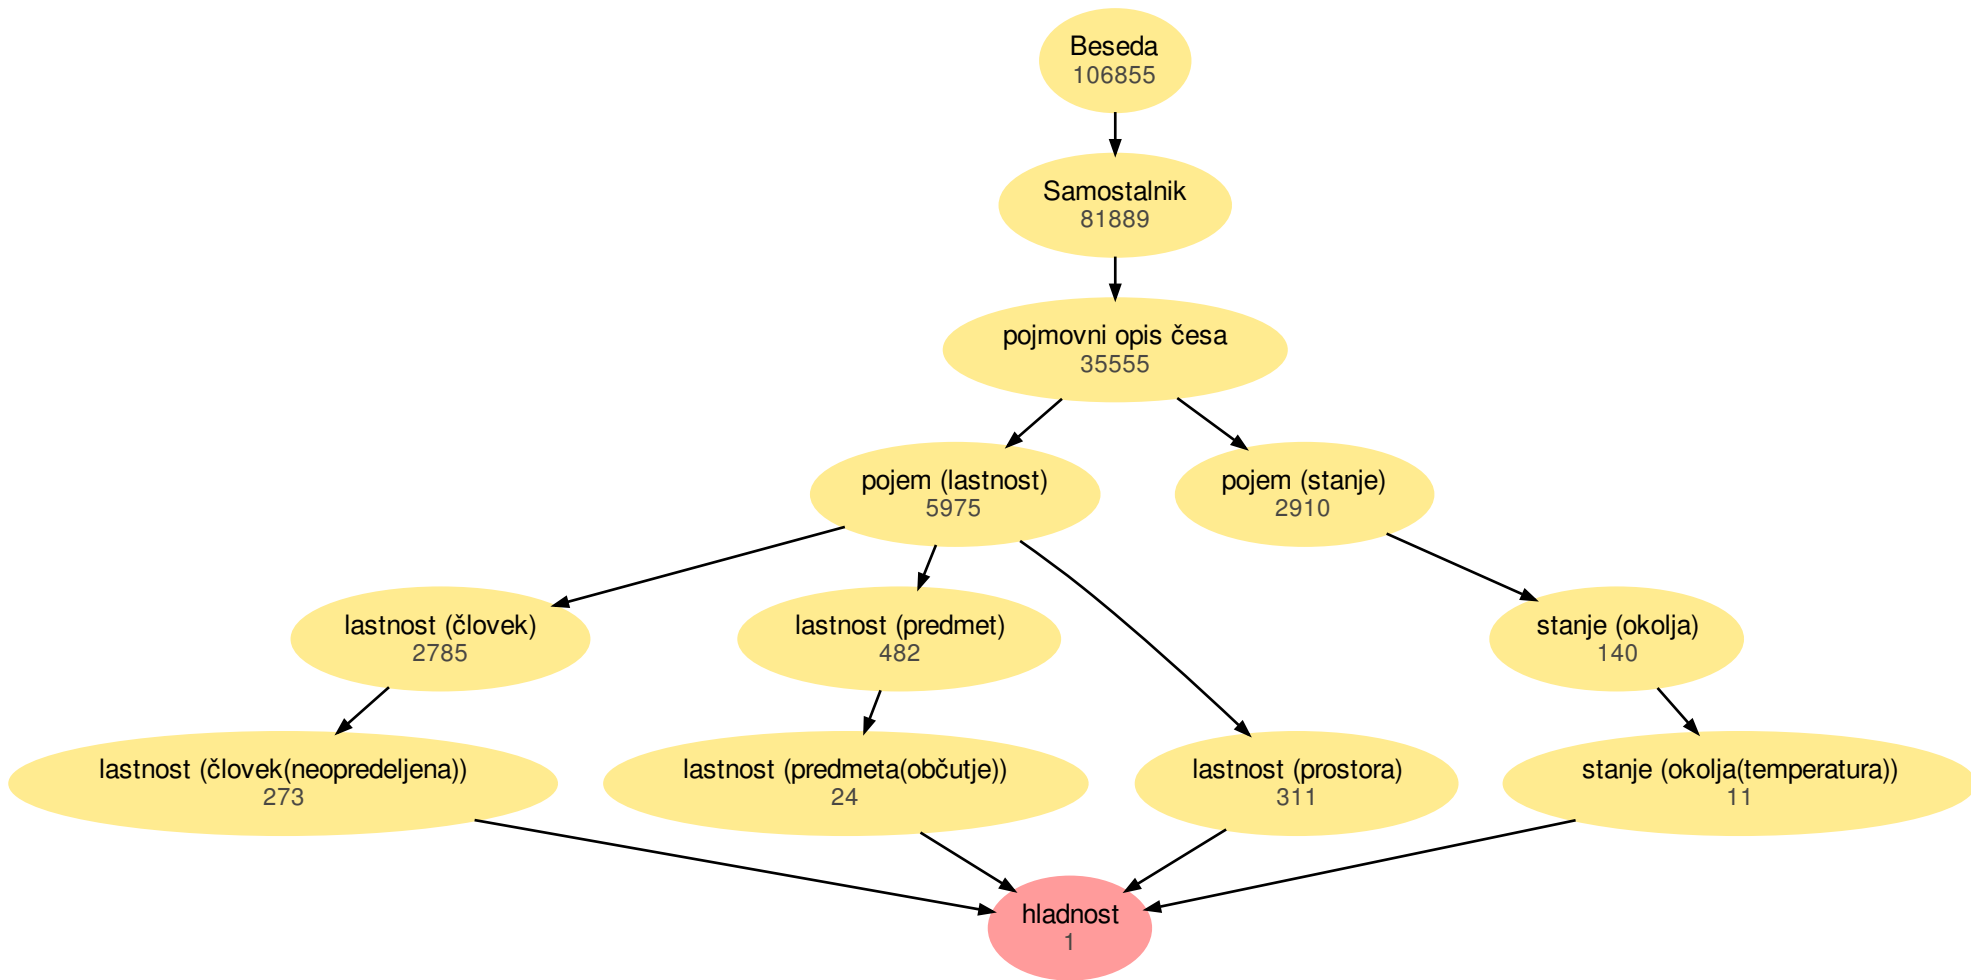 Beseda
106855
Samostalnik
81889
pojmovni opis česa
35555
pojem (lastnost)
5975
pojem (stanje)
2910
lastnost (človek)
2785
lastnost (predmet)
482
stanje (okolja)
140
lastnost (človek(neopredeljena))
273
lastnost (predmeta(občutje))
24
lastnost (prostora)
311
stanje (okolja(temperatura))
11
hladnost
1